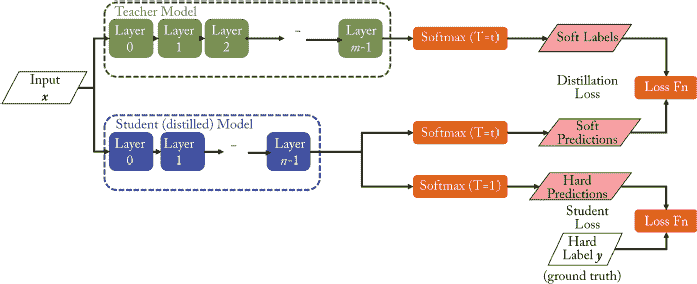 Teacher Model
Layer
0
Layer
1
Layer
2
...
Layer
m-1
Softmax (T=t)
Soft Labels
Input
x
Distillation
Loss
Loss Fn
Student (distilled) Model
Layer
0
Layer
1
...
Layer
n-1
Softmax (T=t)
Soft
Predictions
Softmax (T=1)
Hard
Predictions
Student
Loss
Loss Fn
Hard
Label y
(ground truth)